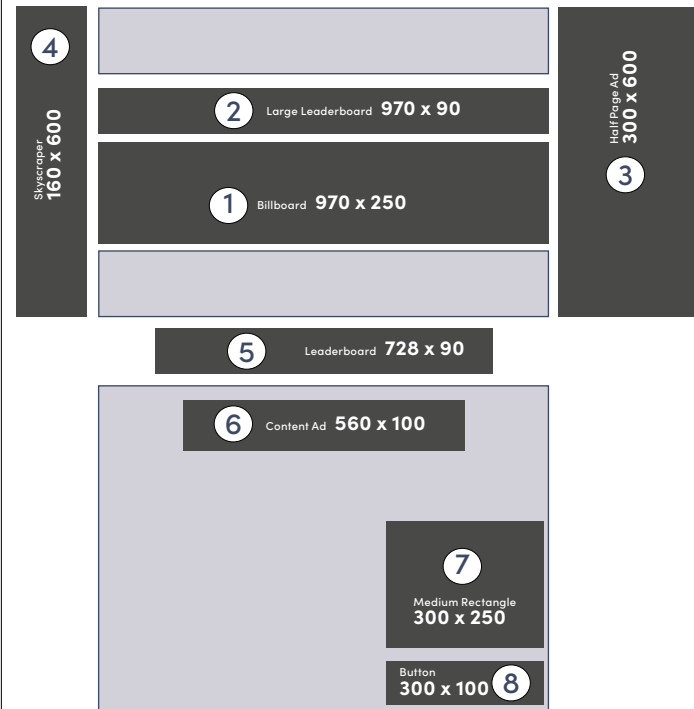 4
Skyscraper
160 x 600
2 Large Leaderboard 970 x 90
1 Billboard 970 x 250
Half Page Ad
300 x 600
3
5 Leaderboard 728 x 90
6 Content Ad 560 x 100
7
Medium Rectangle
300 x 250
Button
300 x 100 8